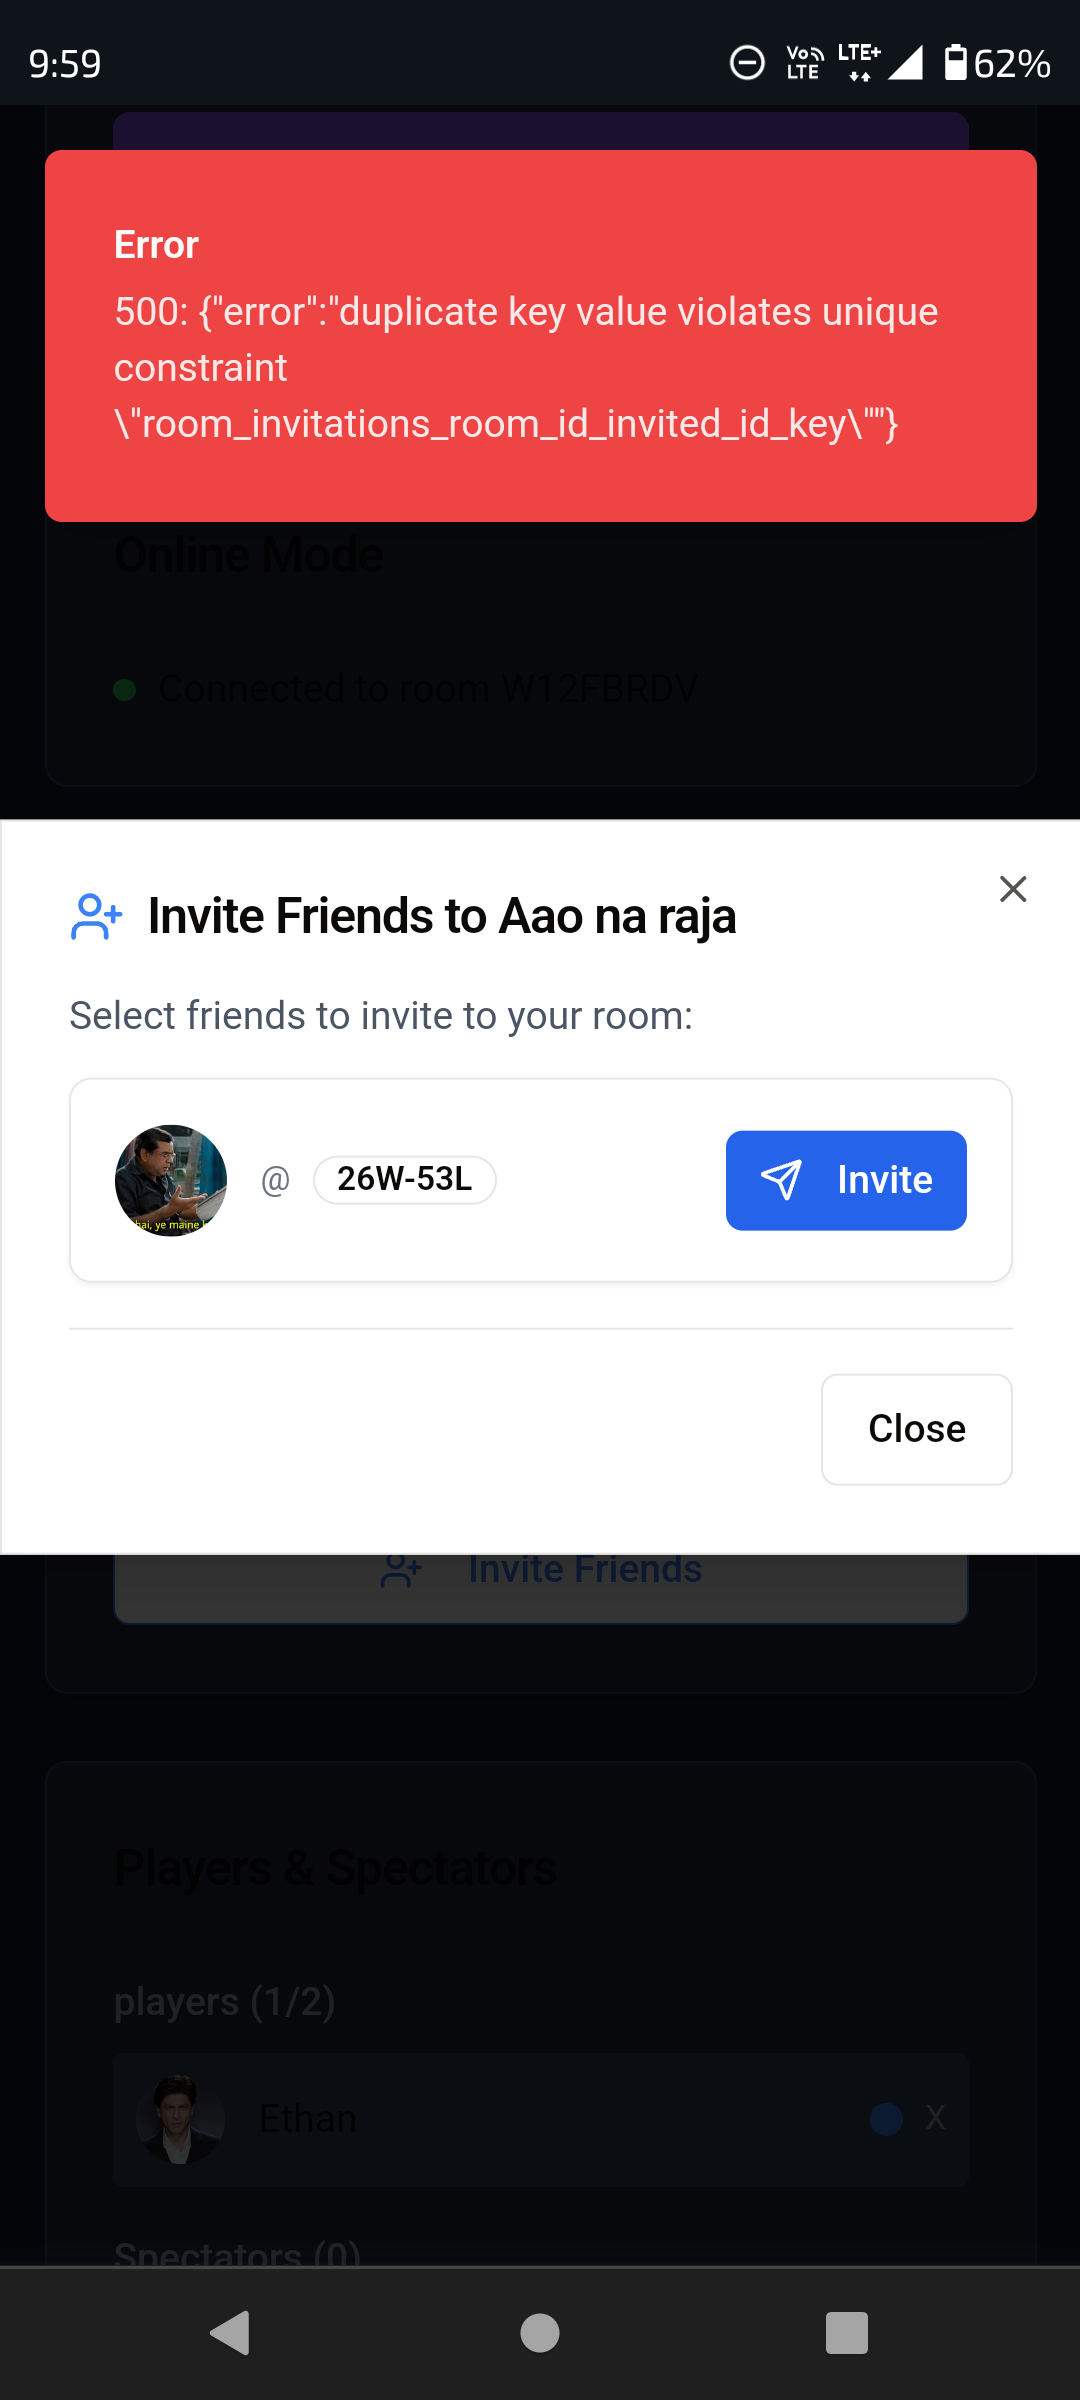 9:59
Vo LTE LTE+ 62%
Error
500: {"error":"duplicate key value violates unique
constraint
\"room_invitations_room_id_invited_id_key\""}
Online Mode
Connected to room W12FBRDV
Invite Friends to Aao na raja
Select friends to invite to your room:
hai, ye maine
@ 26W-53L Invite
Close
Invite Friends
Players & Spectators
players (1/2)
Ethan X
Spectators (0)